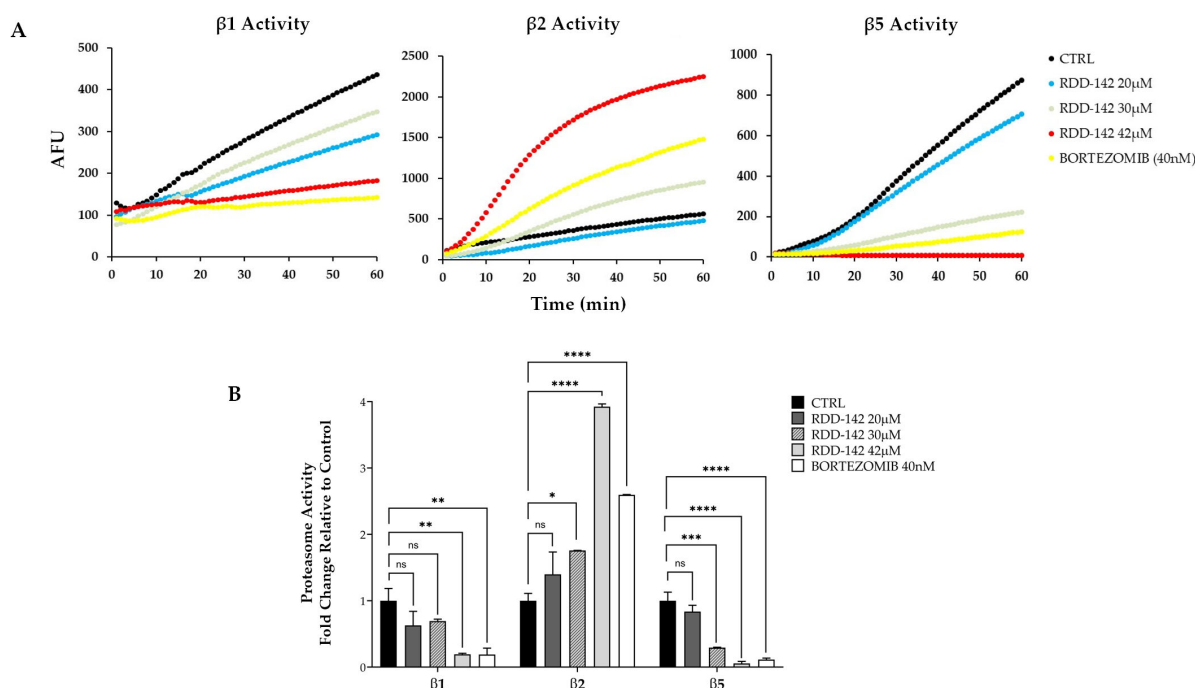 A
β1 Activity
β2 Activity
β5 Activity
AFU
500
400
300
200
100
0
0 10 20 30 40 50 60
2500
2000
1500
1000
500
0
0 10 20 30 40 50 60
1000
800
600
400
200
0
0 10 20 30 40 50 60
Time (min)
CTRL
RDD-142 20µM
RDD-142 30µM
RDD-142 42µM
BORTEZOMIB (40nM)
B
Proteasome Activity
Fold Change Relative to Control
4
3
2
1
0
**
**
ns
ns
****
****
*
ns
****
****
***
ns
β1
β2
β5
CTRL
RDD-142 20µM
RDD-142 30µM
RDD-142 42µM
BORTEZOMIB 40nM